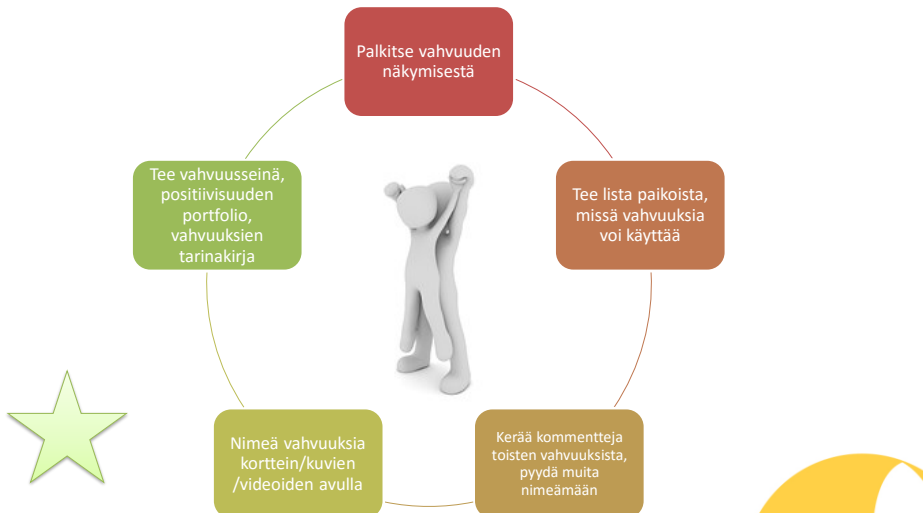 Palkitse vahvuuden
näkymisestä
Tee lista paikoista,
missä vahvuuksia
voi käyttää
Kerää kommentteja
toisten vahvuuksista,
pyydä muita
nimeämään
Nimeä vahvuuksia
korttein/kuvien
/videoiden avulla
Tee vahvuusseinä,
positiivisuuden
portfolio,
vahvuuksien
tarinakirja